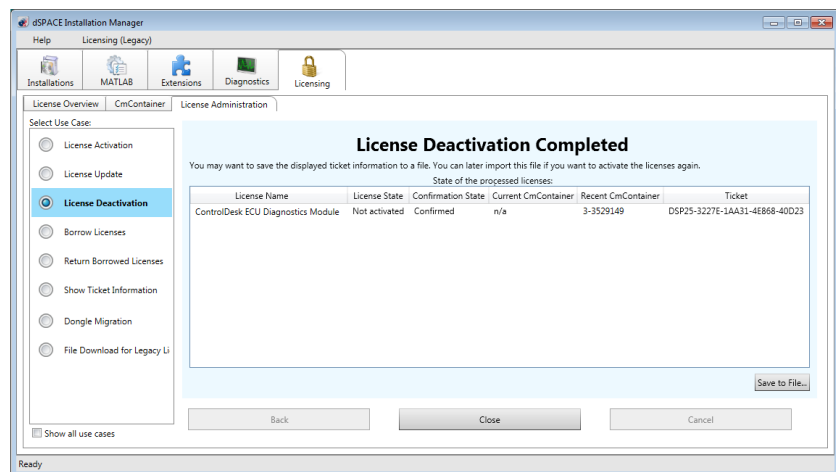 dSPACE Installation Manager
Help Licensing (Legacy)
Installations MATLAB Extensions Diagnostics Licensing
License Overview CmContainer License Administration
Select Use Case:
License Activation
License Update
License Deactivation
Borrow Licenses
Return Borrowed Licenses
Show Ticket Information
Dongle Migration
File Download for Legacy Li
Show all use cases
License Deactivation Completed
You may want to save the displayed ticket information to a file. You can later import this file if you want to activate the licenses again.
State of the processed licenses:
License Name License State Confirmation State Current CmContainer Recent CmContainer Ticket
ControlDesk ECU Diagnostics Module Not activated Confirmed n/a 3-3529149 DSP25-3227E-1AA31-4E868-40D23
Save to File...
Back Close Cancel
Ready